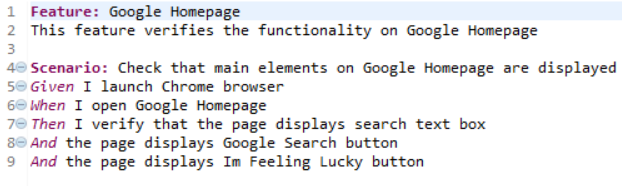 1 Feature: Google Homepage
2 This feature verifies the functionality on Google Homepage
3
4 Scenario: Check that main elements on Google Homepage are displayed
5 Given I launch Chrome browser
6 When I open Google Homepage
7 Then I verify that the page displays search text box
8 And the page displays Google Search button
9 And the page displays Im Feeling Lucky button